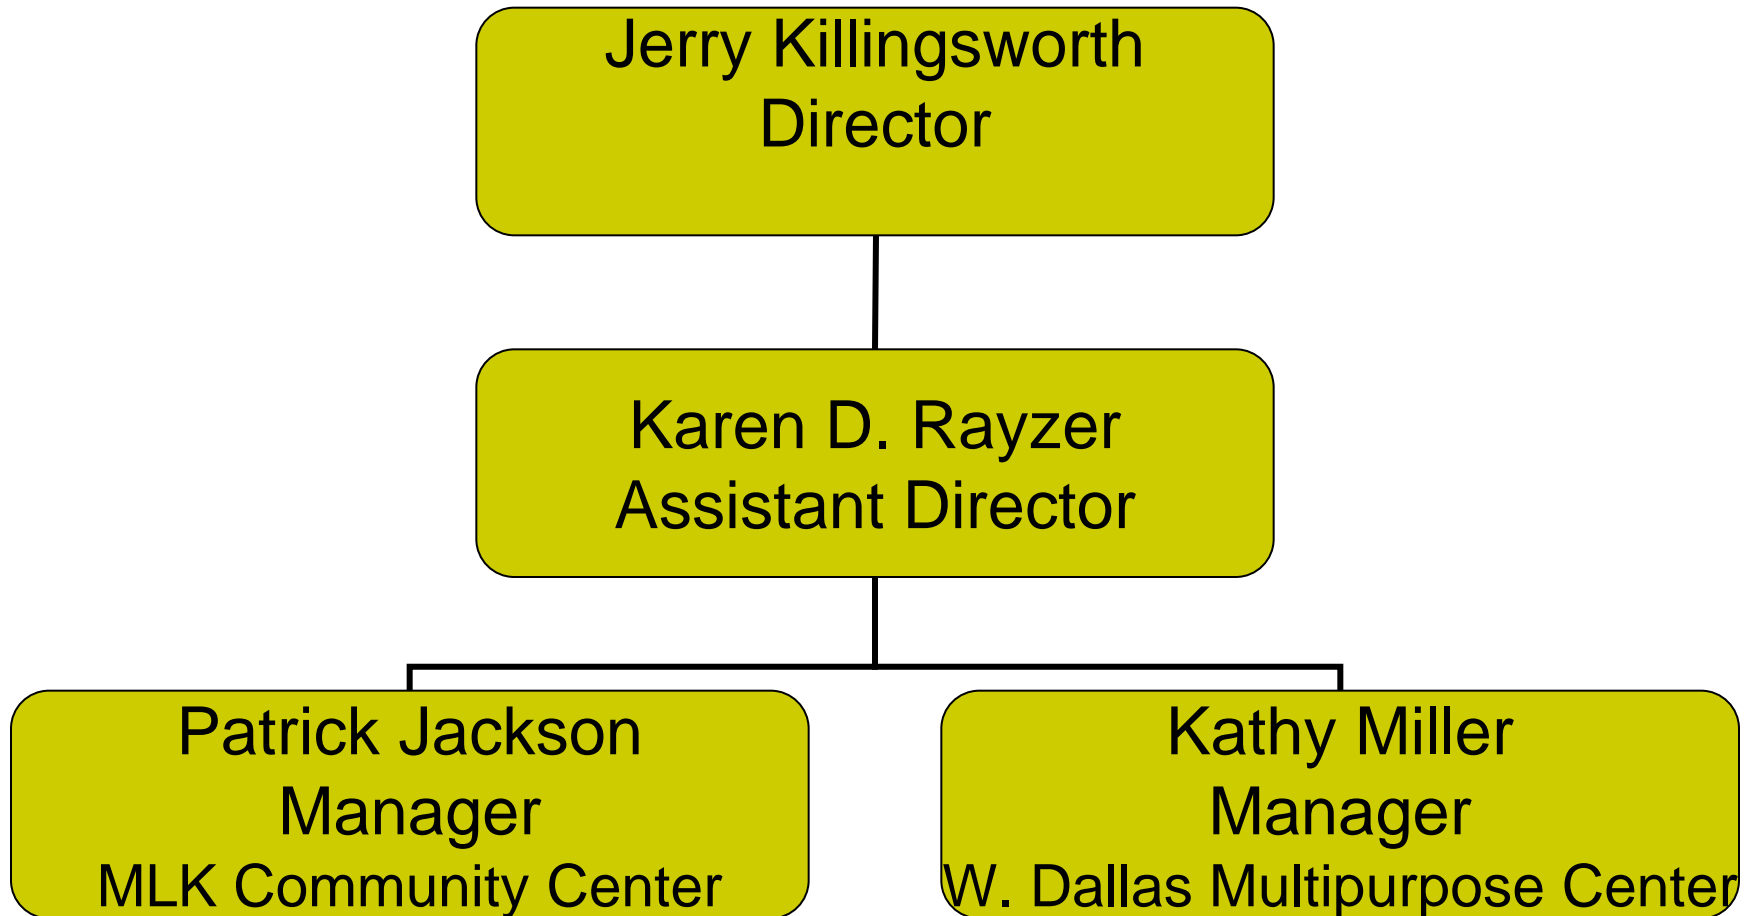 Jerry Killingsworth
Director
Karen D. Rayzer
Assistant Director
Patrick Jackson
Manager
MLK Community Center
Kathy Miller
Manager
W. Dallas Multipurpose Center